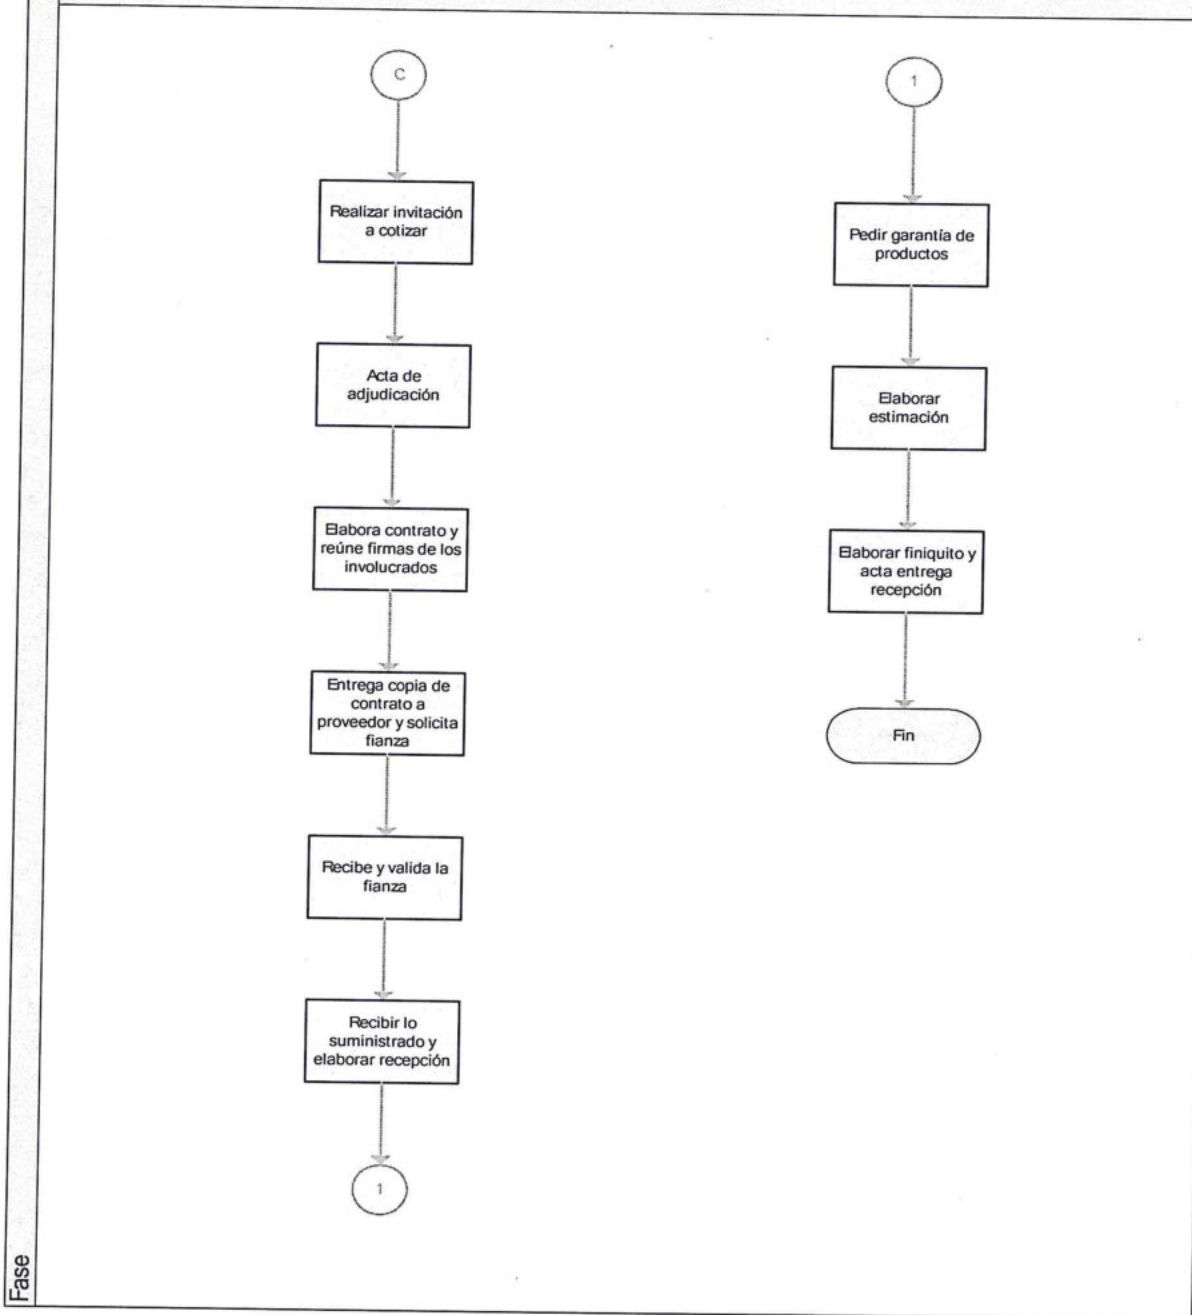 C
Realizar invitación
a cotizar
Acta de
adjudicación
Elabora contrato y
reúne firmas de los
involucrados
Entrega copia de
contrato a
proveedor y solicita
fianza
Recibe y valida la
fianza
Recibir lo
suministrado y
elaborar recepción
1
1
Pedir garantía de
productos
Elaborar
estimación
Elaborar finiquito y
acta entrega
recepción
Fin
Fase